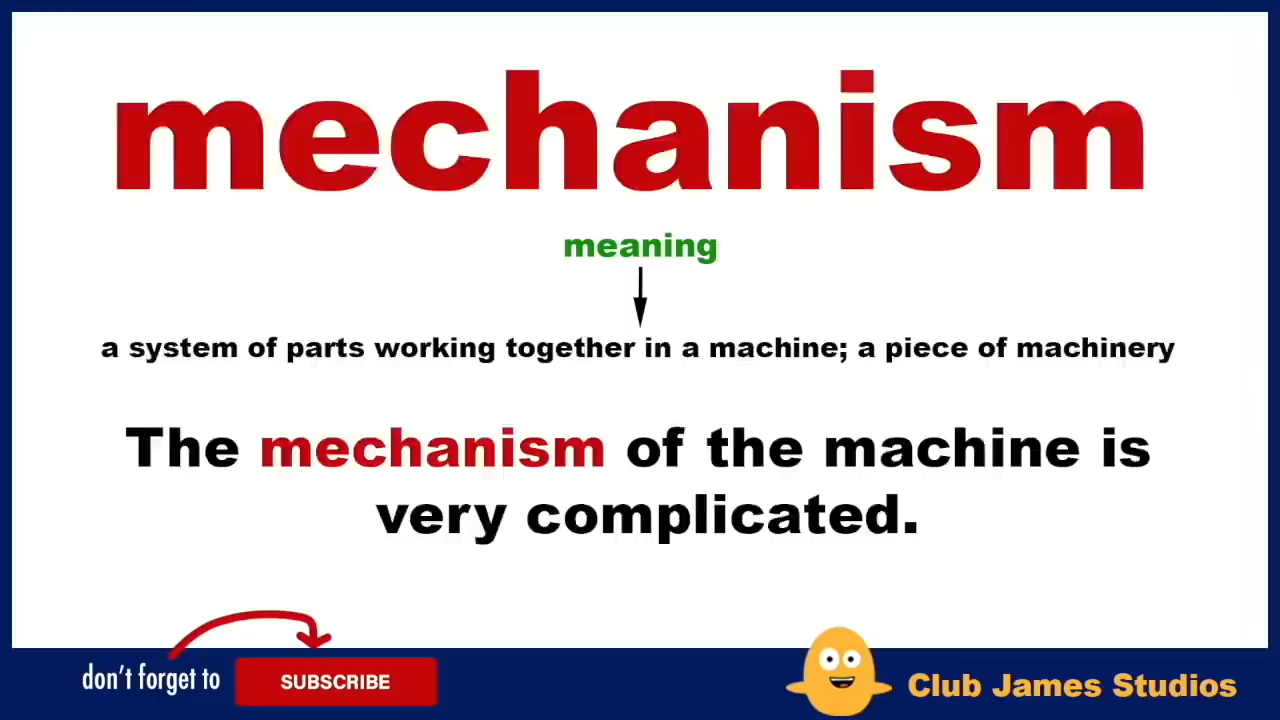 mechanism
meaning
a system of parts working together in a machine; a piece of machinery
The mechanism of the machine is
very complicated.
don't forget to SUBSCRIBE
Club James Studios